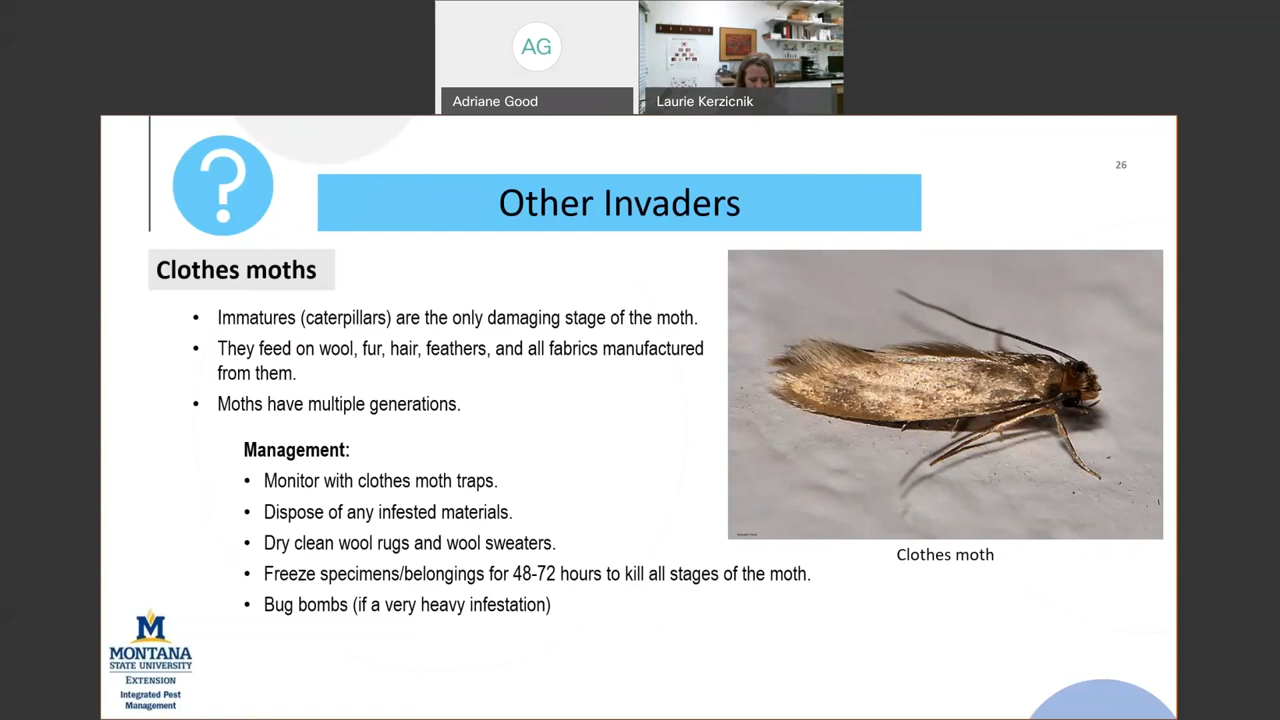 AG
Adriane Good
Laurie Kerzicnik
26
?
Other Invaders
Clothes moths
• Immatures (caterpillars) are the only damaging stage of the moth.
• They feed on wool, fur, hair, feathers, and all fabrics manufactured
from them.
• Moths have multiple generations.
Management:
• Monitor with clothes moth traps.
• Dispose of any infested materials.
• Dry clean wool rugs and wool sweaters.
• Freeze specimens/belongings for 48-72 hours to kill all stages of the moth.
• Bug bombs (if a very heavy infestation)
Clothes moth
M
MONTANA
STATE UNIVERSITY
EXTENSION
Integrated Pest
Management